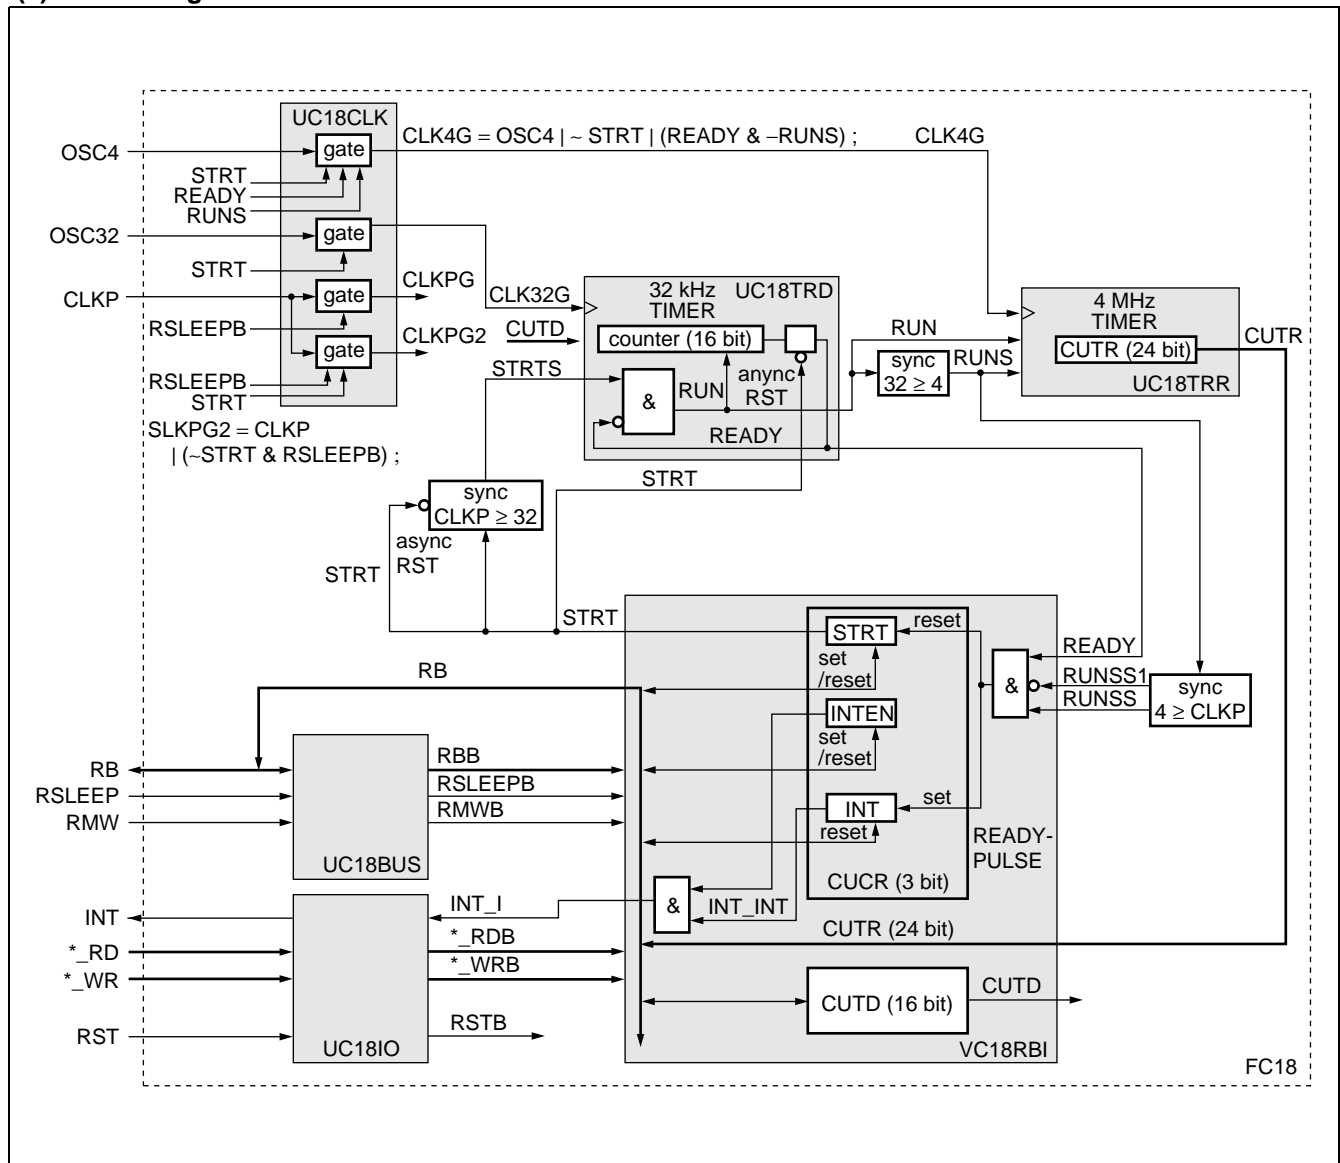 UC18CLK
CLK4G = OSC4 | ~ STRT | (READY & –RUNS) ;
CLK4G
OSC4
gate
STRT
READY
RUNS
OSC32
gate
STRT
CLKP
gate
CLKPG
RSLEEPB
gate
CLKPG2
RSLEEPB
STRT
SLKPG2 = CLKP
| (~STRT & RSLEEPB) ;
CLK32G
CUTD
STRTS
32 kHz
TIMER
UC18TRD
counter (16 bit)
&
RUN
anync
RST
READY
STRT
RUN
sync
32 ≥ 4
RUNS
4 MHz
TIMER
CUTR (24 bit)
UC18TRR
CUTR
sync
CLKP ≥ 32
async
RST
STRT
STRT
STRT
reset
set
/reset
INTEN
set
/reset
INT
set
reset
CUCR (3 bit)
READY-
PULSE
&
READY
RUNSS1
RUNSS
sync
4 ≥ CLKP
RB
RB
RSLEEP
RMW
UC18BUS
RBB
RSLEEPB
RMWB
INT
*_RD
*_WR
RST
UC18IO
INT_I
*_RDB
*_WRB
RSTB
&
INT_INT
CUTR (24 bit)
CUTD (16 bit)
CUTD
VC18RBI
FC18